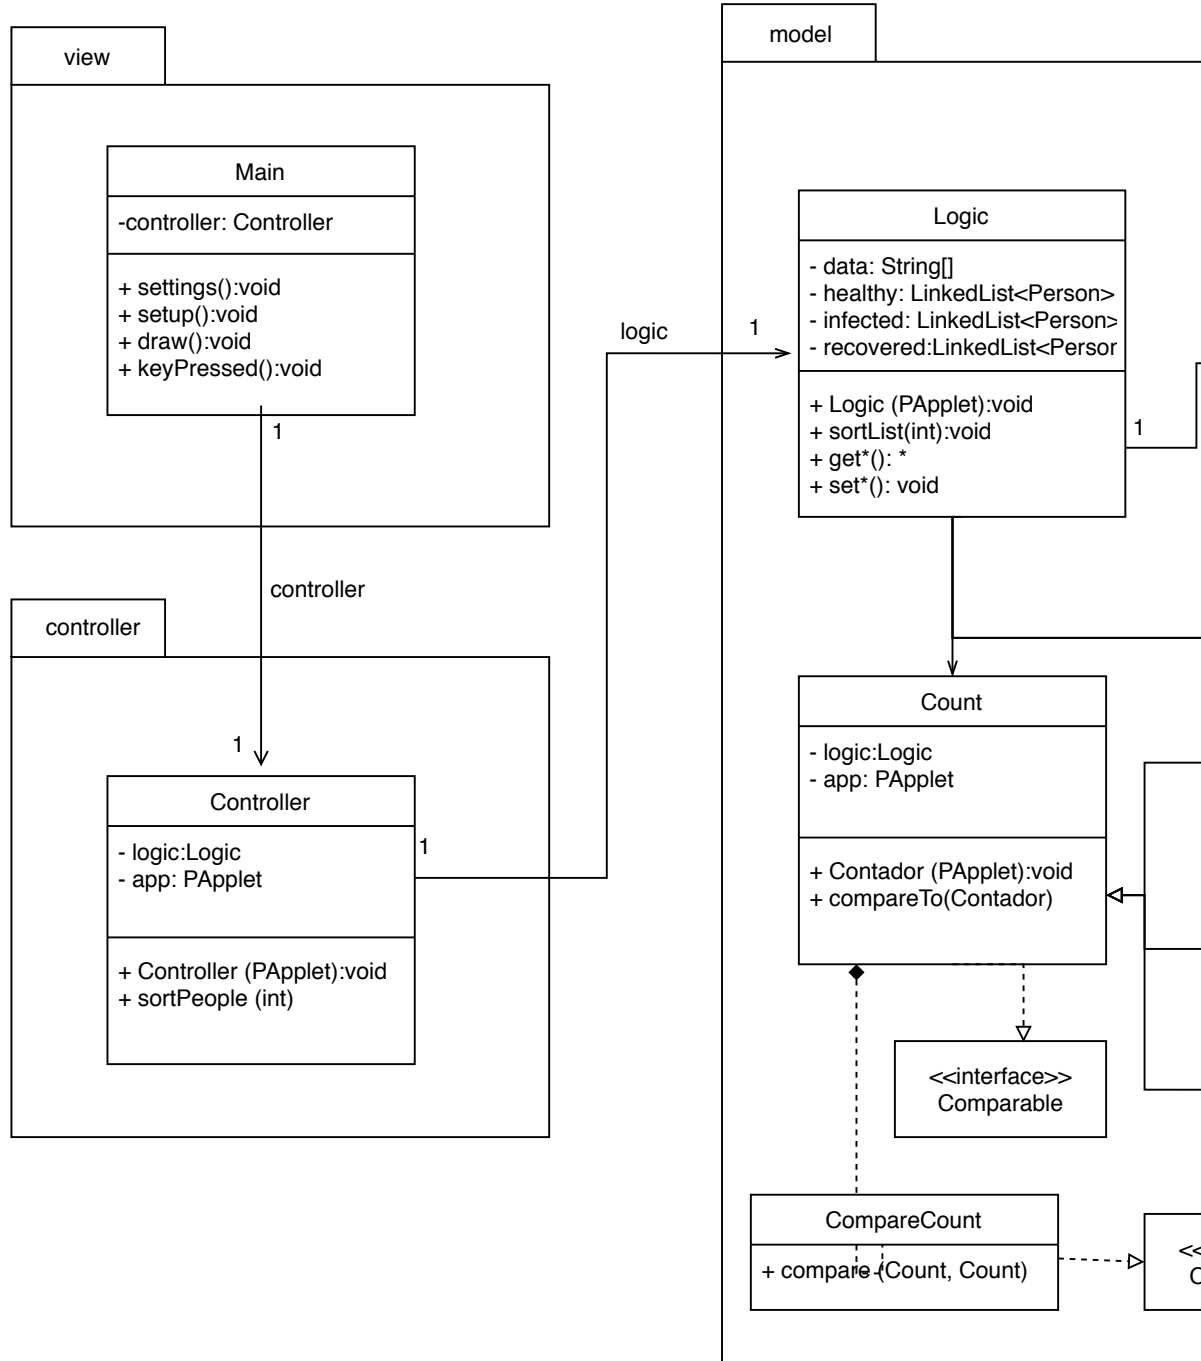 view
Main
-controller: Controller
+ settings():void
+ setup():void
+ draw():void
+ keyPressed():void
1
controller
controller
1
Controller
- logic:Logic
- app: PApplet
1
+ Controller (PApplet):void
+ sortPeople (int)
logic
1
model
Logic
- data: String[]
- healthy: LinkedList<Person>
- infected: LinkedList<Person>
- recovered:LinkedList<Person
+ Logic (PApplet):void
+ sortList(int):void
+ get*(): *
+ set*(): void
1
Count
- logic:Logic
- app: PApplet
+ Contador (PApplet):void
+ compareTo(Contador)
<<interface>>
Comparable
CompareCount
+ compare (Count, Count)
<<
C